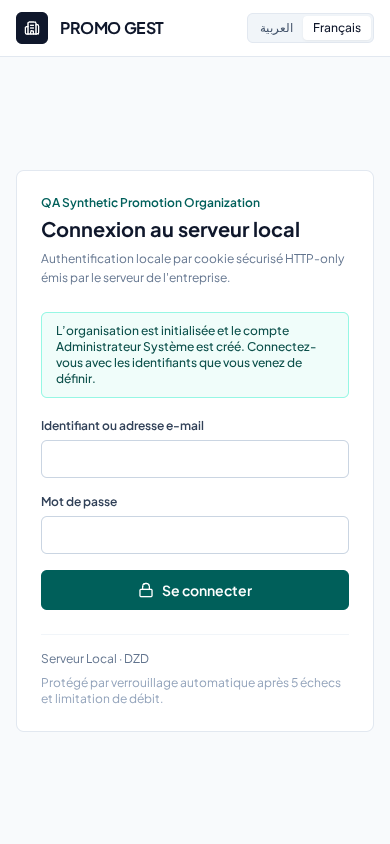 PROMO GEST
العربية
Français
QA Synthetic Promotion Organization
Connexion au serveur local
Authentification locale par cookie sécurisé HTTP-only
émis par le serveur de l'entreprise.
L'organisation est initialisée et le compte
Administrateur Système est créé. Connectez-
vous avec les identifiants que vous venez de
définir.
Identifiant ou adresse e-mail
Mot de passe
Se connecter
Serveur Local · DZD
Protégé par verrouillage automatique après 5 échecs
et limitation de débit.